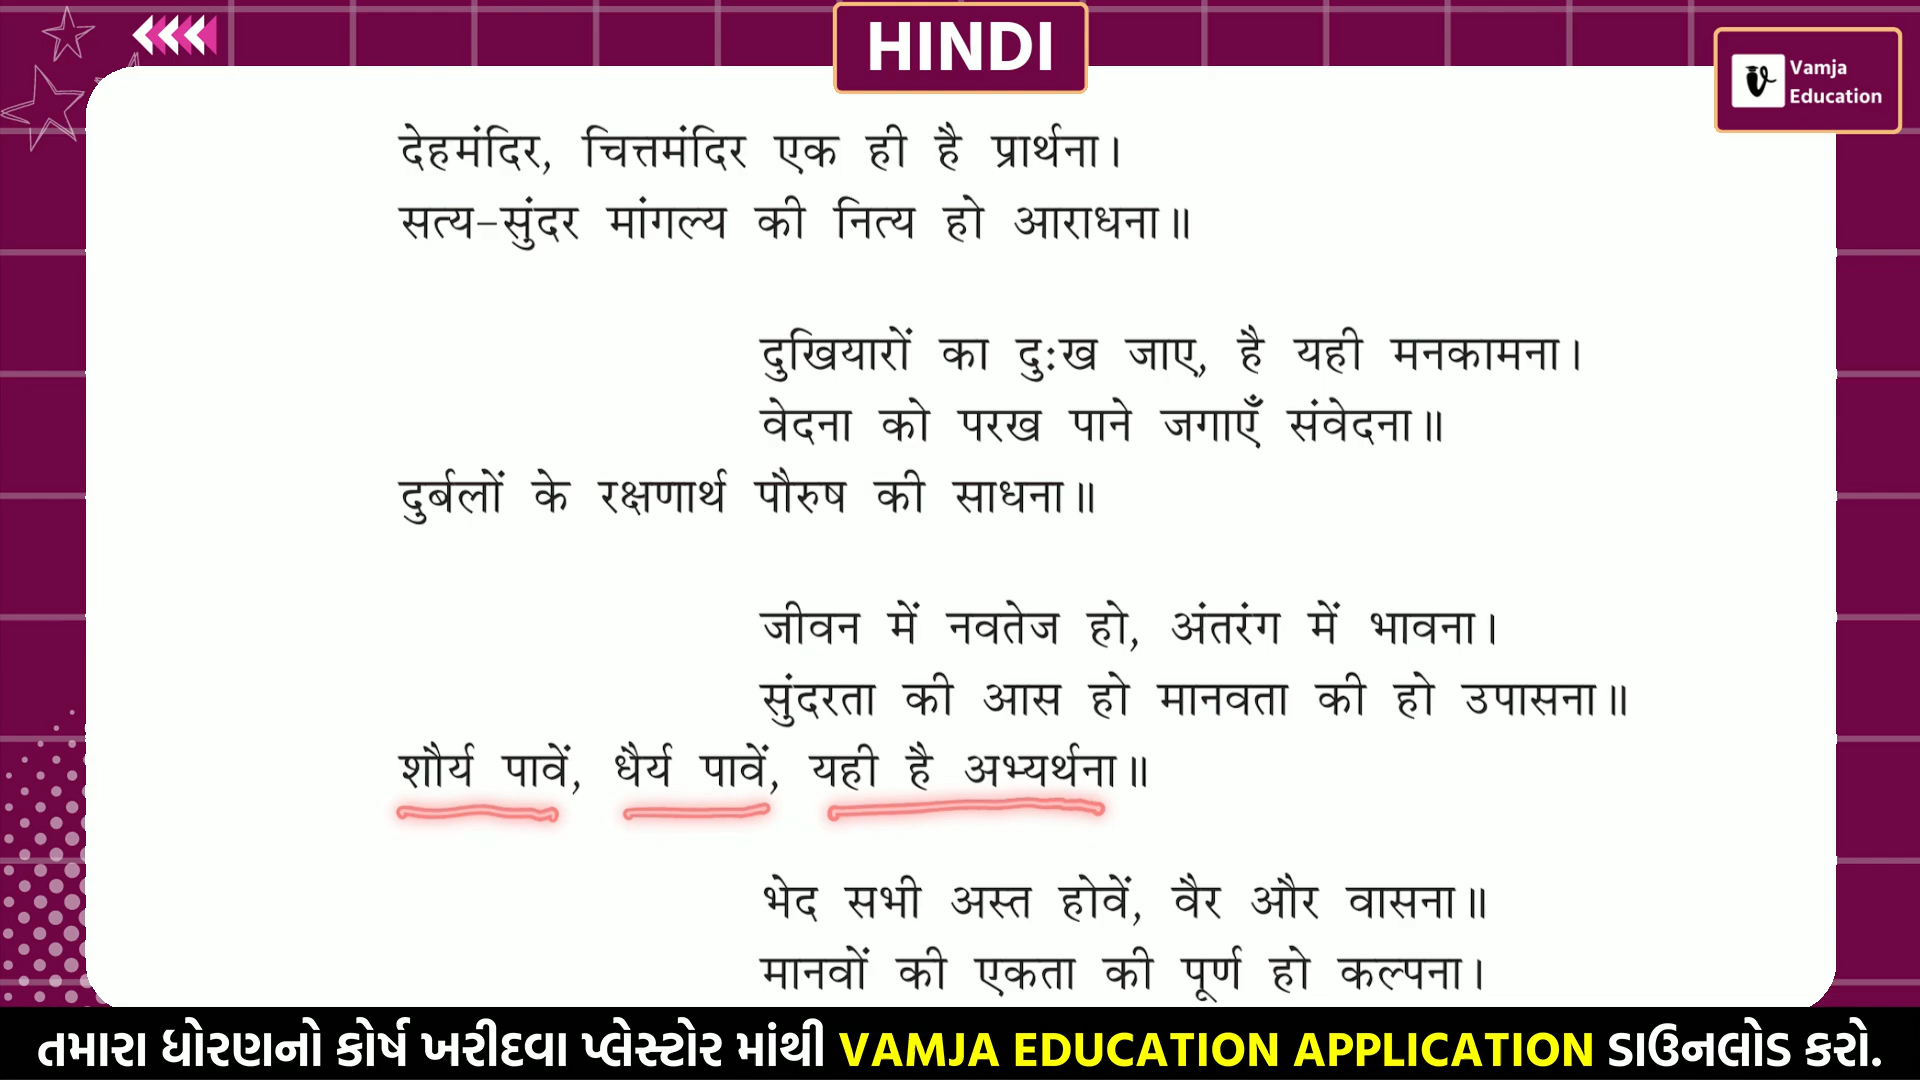 HINDI
Vamja
Education
देहमंदिर, चित्तमंदिर एक ही है प्रार्थना।
सत्य-सुंदर मांगल्य की नित्य हो आराधना॥
दुखियारों का दुःख जाए, है यही मनकामना।
वेदना को परख पाने जगाएँ संवेदना॥
दुर्बलों के रक्षणार्थ पौरुष की साधना॥
जीवन में नवतेज हो, अंतरंग में भावना।
सुंदरता की आस हो मानवता की हो उपासना॥
शौर्य पावें, धैर्य पावें, यही है अभ्यर्थना॥
भेद सभी अस्त होवें, वैर और वासना॥
मानवों की एकता की पूर्ण हो कल्पना।
તમારા ધોરણનો કોર્ષ ખરીદવા પ્લેસ્ટોર માંથી VAMJA EDUCATION APPLICATION ડાઉનલોડ કરો.